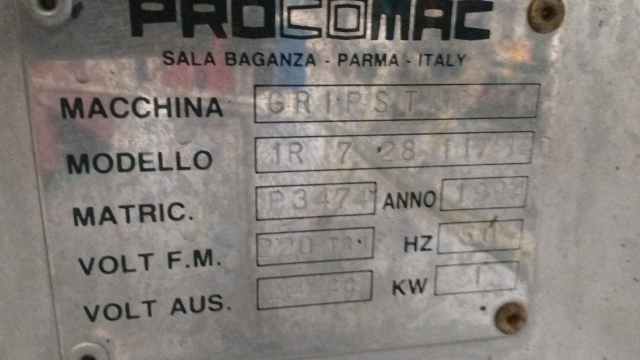 PROCOMAC
SALA BAGANZA - PARMA - ITALY
MACCHINA GRIPST
MODELLO 1R 7 28
MATRIC. P3474 ANNO
VOLT F.M. 220 HZ
VOLT AUS. KW 1